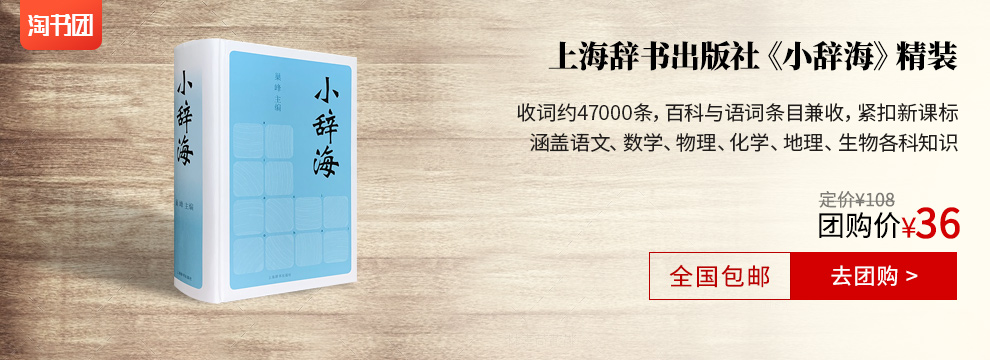 淘书团
小辞海
小辞海
上海辞书出版社《小辞海》精装
收词约47000条，百科与语词条目兼收，紧扣新课标
涵盖语文、数学、物理、化学、地理、生物各科知识
定价¥108
团购价¥36
全国包邮
去团购 >